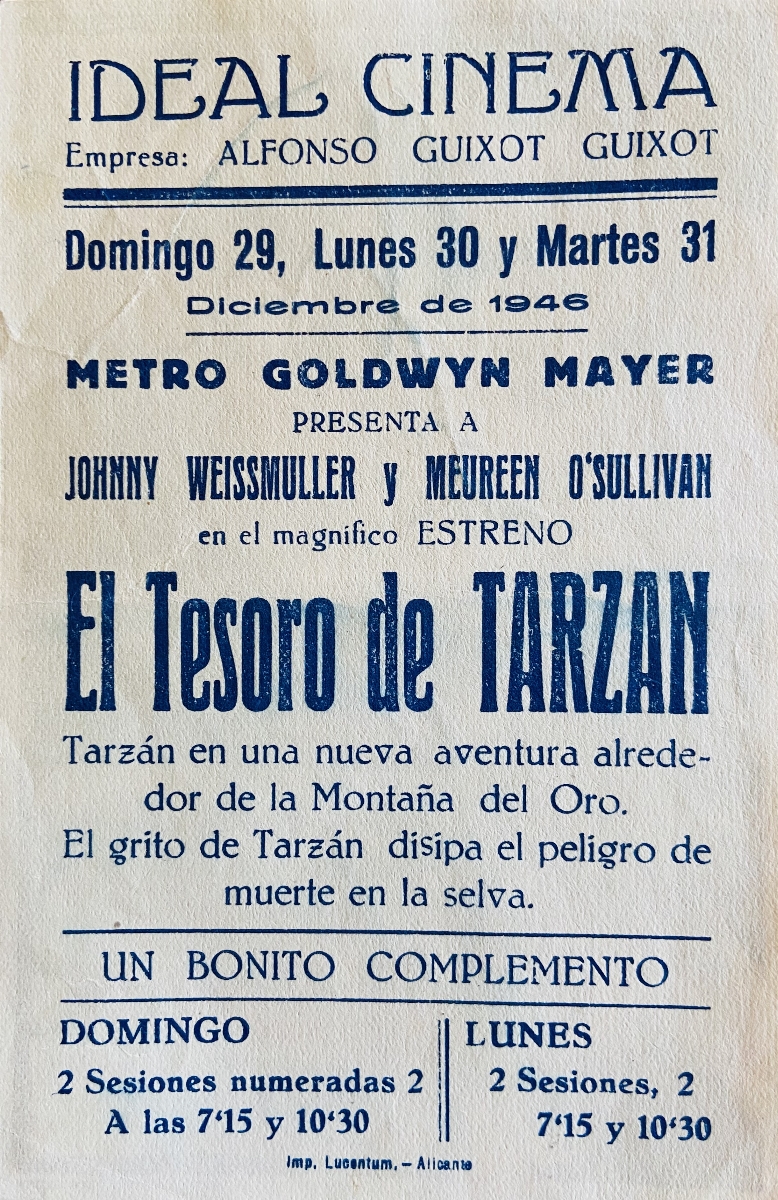 IDEAL CINEMA
Empresa: ALFONSO GUIXOT GUIXOT
Domingo 29, Lunes 30 y Martes 31
Diciembre de 1946
METRO GOLDWYN MAYER
PRESENTA A
JOHNNY WEISSMULLER y MEUREEN O'SULLIVAN
en el magnífico ESTRENO
El Tesoro de TARZAN
Tarzán en una nueva aventura alrede-
dor de la Montaña del Oro.
El grito de Tarzán disipa el peligro de
muerte en la selva.
UN BONITO COMPLEMENTO
DOMINGO
2 Sesiones numeradas 2
A las 7'15 y 10'30
LUNES
2 Sesiones, 2
7'15 y 10'30
Imp. Lucentum.—Alicante